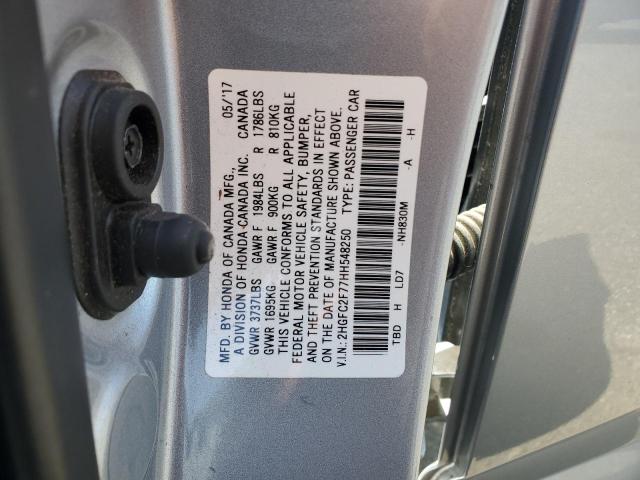 MFD. BY HONDA OF CANADA MFG., 05/'17
A DIVISION OF HONDA CANADA INC. CANADA
GVWR 3737LBS GAWR F 1984LBS R 1786LBS
GVWR 1695KG GAWR F 900KG R 810KG
THIS VEHICLE CONFORMS TO ALL APPLICABLE
FEDERAL MOTOR VEHICLE SAFETY, BUMPER,
AND THEFT PREVENTION STANDARDS IN EFFECT
ON THE DATE OF MANUFACTURE SHOWN ABOVE.
V.I.N.: 2HGFC2F77HH548250 TYPE: PASSENGER CAR
TBD H LD7 -NH830M -A -H